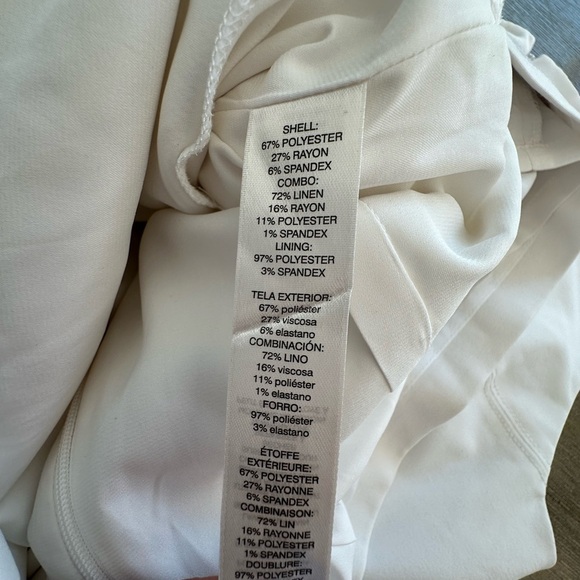 SHELL:
67% POLYESTER
27% RAYON
6% SPANDEX
COMBO:
72% LINEN
16% RAYON
11% POLYESTER
1% SPANDEX
LINING:
97% POLYESTER
3% SPANDEX
TELA EXTERIOR:
67% poliéster
27% viscosa
6% elastano
COMBINACIÓN:
72% LINO
16% viscosa
11% poliéster
1% elastano
FORRO:
97% poliéster
3% elastano
ÉTOFFE
EXTÉRIEURE:
67% POLYESTER
27% RAYONNE
6% SPANDEX
COMBINAISON:
72% LIN
16% RAYONNE
11% POLYESTER
1% SPANDEX
DOUBLURE:
97% POLYESTER